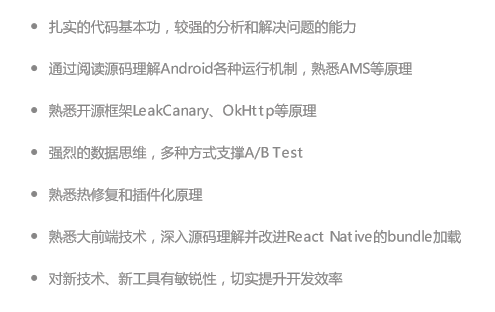 • 扎实的代码基本功，较强的分析和解决问题的能力
• 通过阅读源码理解Android各种运行机制，熟悉AMS等原理
• 熟悉开源框架LeakCanary、OkHttp等原理
• 强烈的数据思维，多种方式支撑A/B Test
• 熟悉热修复和插件化原理
• 熟悉大前端技术，深入源码理解并改进React Native的bundle加载
• 对新技术、新工具有敏锐性，切实提升开发效率